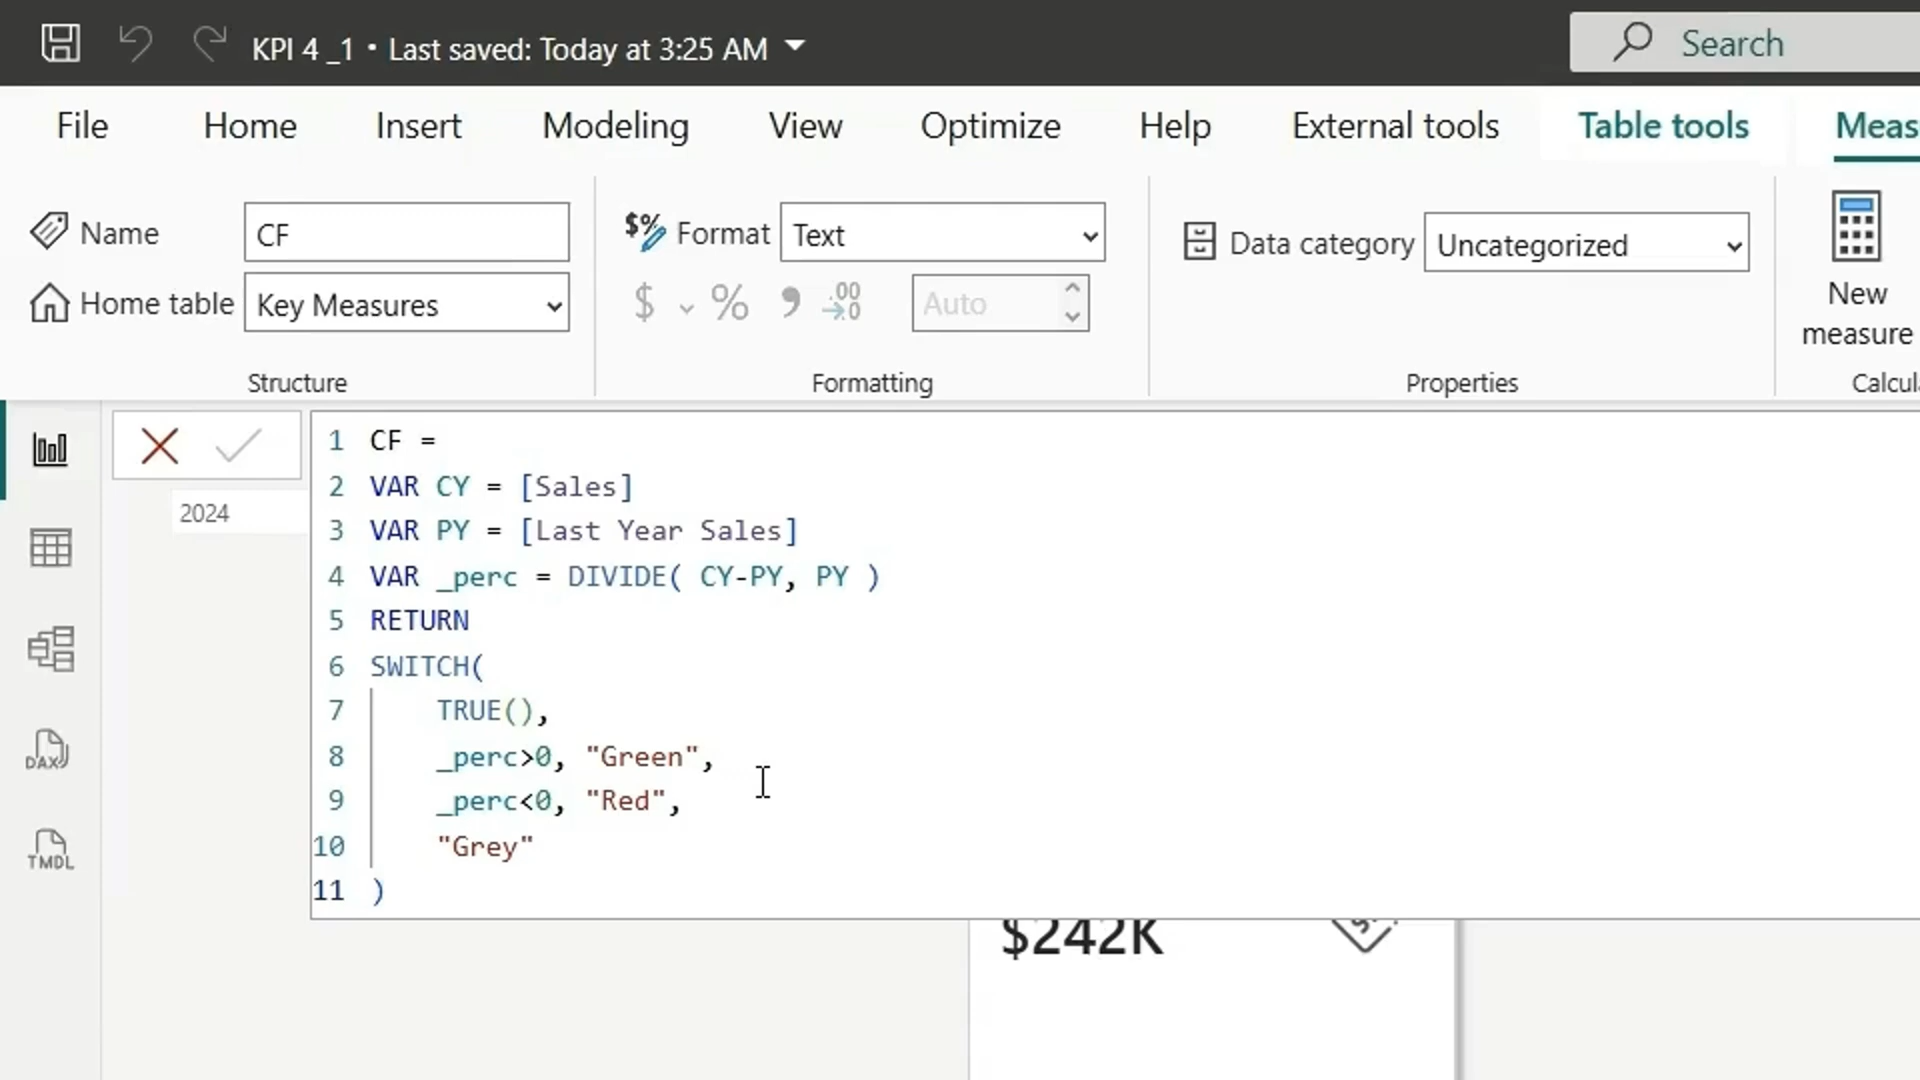 KPI 4 _1 • Last saved: Today at 3:25 AM
Search
File Home Insert Modeling View Optimize Help External tools Table tools Meas
Name CF
Home table Key Measures
Structure
$% Format Text
$ % 9 .00 →0 Auto
Formatting
Data category Uncategorized
Properties
New
measure
Calcul
2024
1 CF =
2 VAR CY = [Sales]
3 VAR PY = [Last Year Sales]
4 VAR _perc = DIVIDE( CY-PY, PY )
5 RETURN
6 SWITCH(
7 TRUE(),
8 _perc>0, "Green",
9 _perc<0, "Red",
10 "Grey"
11 )
DAX
TMDL
$242K